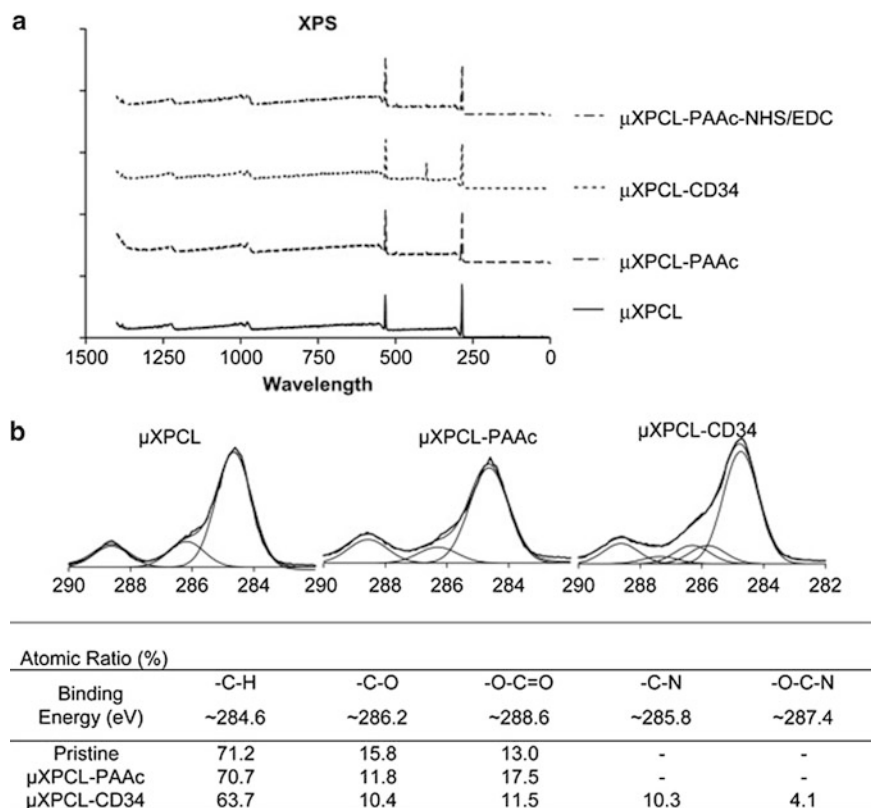 a
XPS
μXPCL-PAAc-NHS/EDC
μXPCL-CD34
μXPCL-PAAc
μXPCL
1500 1250 1000 750 500 250 0
Wavelength
b
μXPCL μXPCL-PAAc μXPCL-CD34
290 288 286 284 290 288 286 284 290 288 286 284 282
Atomic Ratio (%)
Binding Energy (eV) -C-H -C-O -O-C=O -C-N -O-C-N
~284.6 ~286.2 ~288.6 ~285.8 ~287.4
Pristine 71.2 15.8 13.0 - -
μXPCL-PAAc 70.7 11.8 17.5 - -
μXPCL-CD34 63.7 10.4 11.5 10.3 4.1